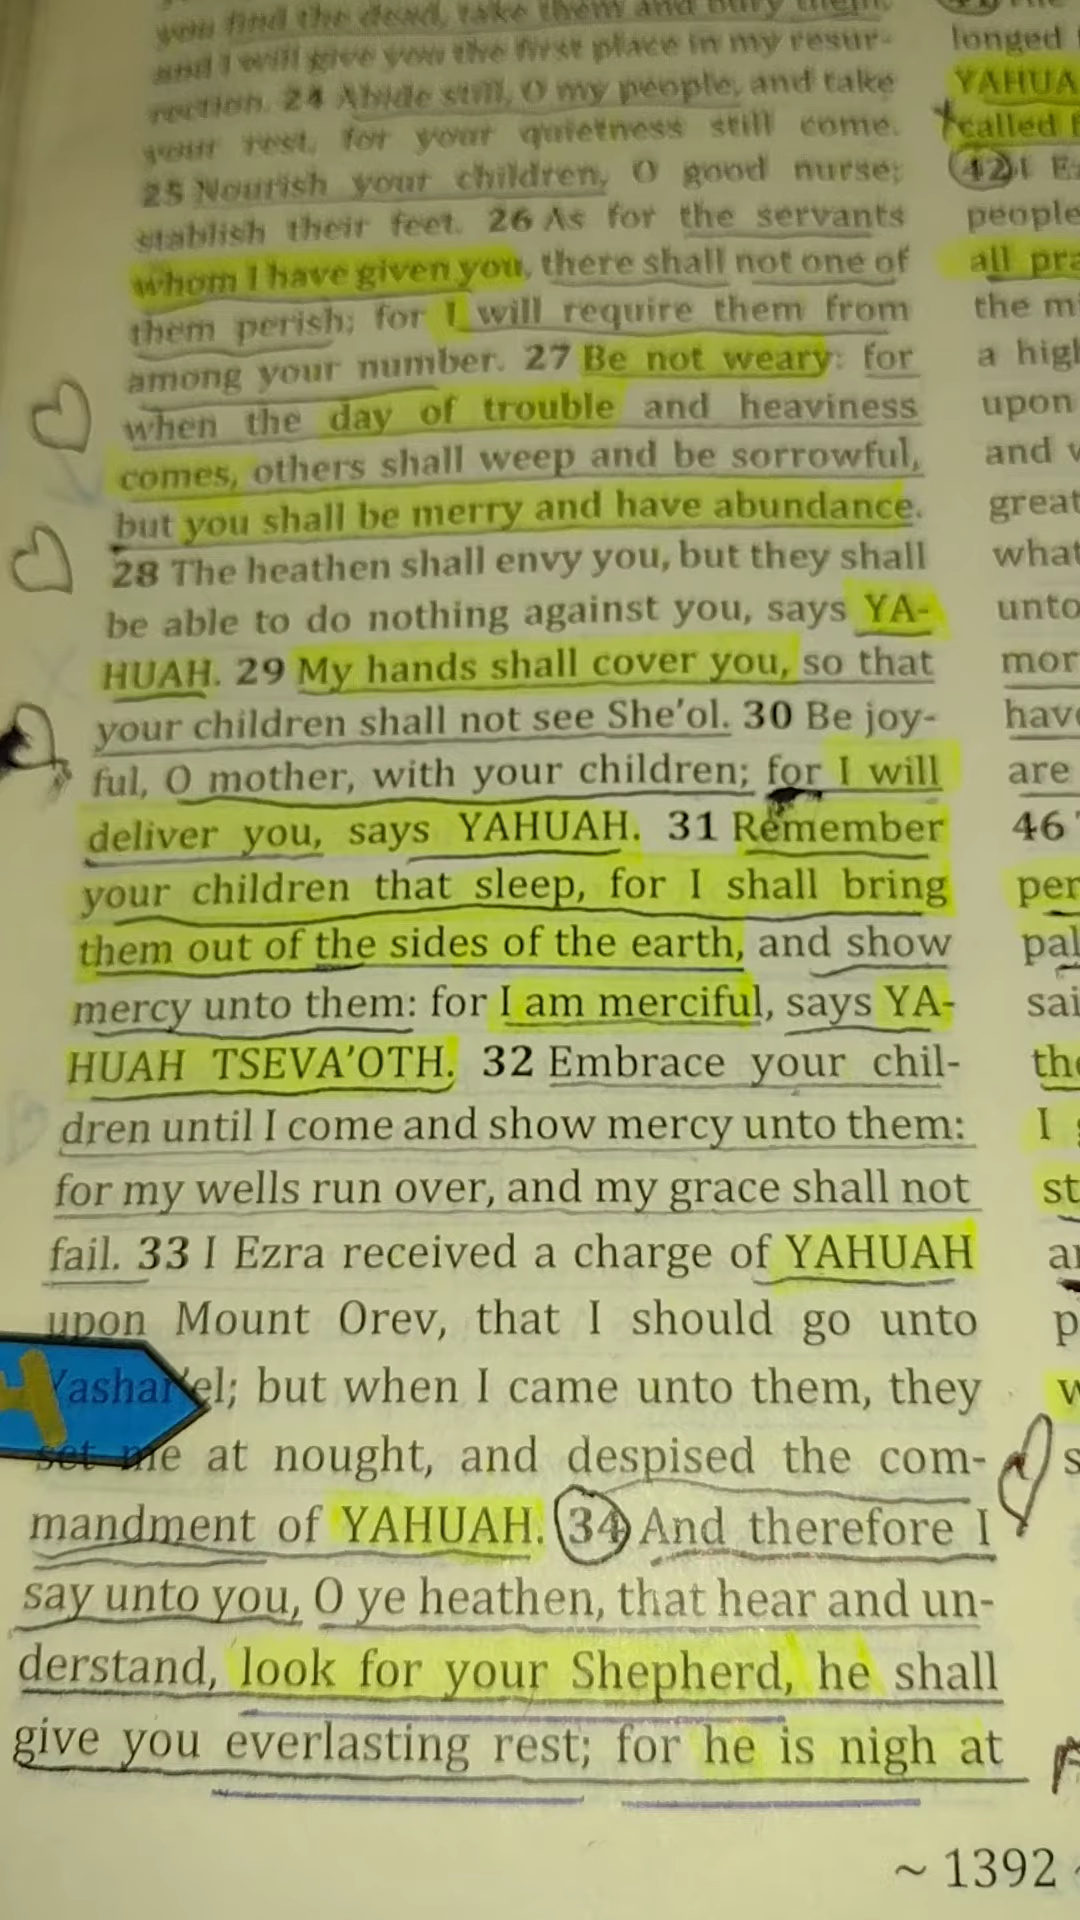 you find the dead, take them and bury them,
and I will give you the first place in my resur-
rection. 24 Abide still, O my people, and take
your rest, for your quietness still come.
25 Nourish your children, O good nurse;
stablish their feet. 26 As for the servants
whom I have given you, there shall not one of
them perish; for I will require them from
among your number. 27 Be not weary: for
when the day of trouble and heaviness
comes, others shall weep and be sorrowful,
but you shall be merry and have abundance.
28 The heathen shall envy you, but they shall
be able to do nothing against you, says YA-
HUAH. 29 My hands shall cover you, so that
your children shall not see She'ol. 30 Be joy-
ful, O mother, with your children; for I will
deliver you, says YAHUAH. 31 Remember
your children that sleep, for I shall bring
them out of the sides of the earth, and show
mercy unto them: for I am merciful, says YA-
HUAH TSEVA'OTH. 32 Embrace your chil-
dren until I come and show mercy unto them:
for my wells run over, and my grace shall not
fail. 33 I Ezra received a charge of YAHUAH
upon Mount Orev, that I should go unto
Yashar'el; but when I came unto them, they
set me at nought, and despised the com-
mandment of YAHUAH. 34 And therefore I
say unto you, O ye heathen, that hear and un-
derstand, look for your Shepherd, he shall
give you everlasting rest; for he is nigh at
longed
YAHUA
called
42 I
people
all
the
a
upon
and
great
what
unto
have
are
46
I
~ 1392